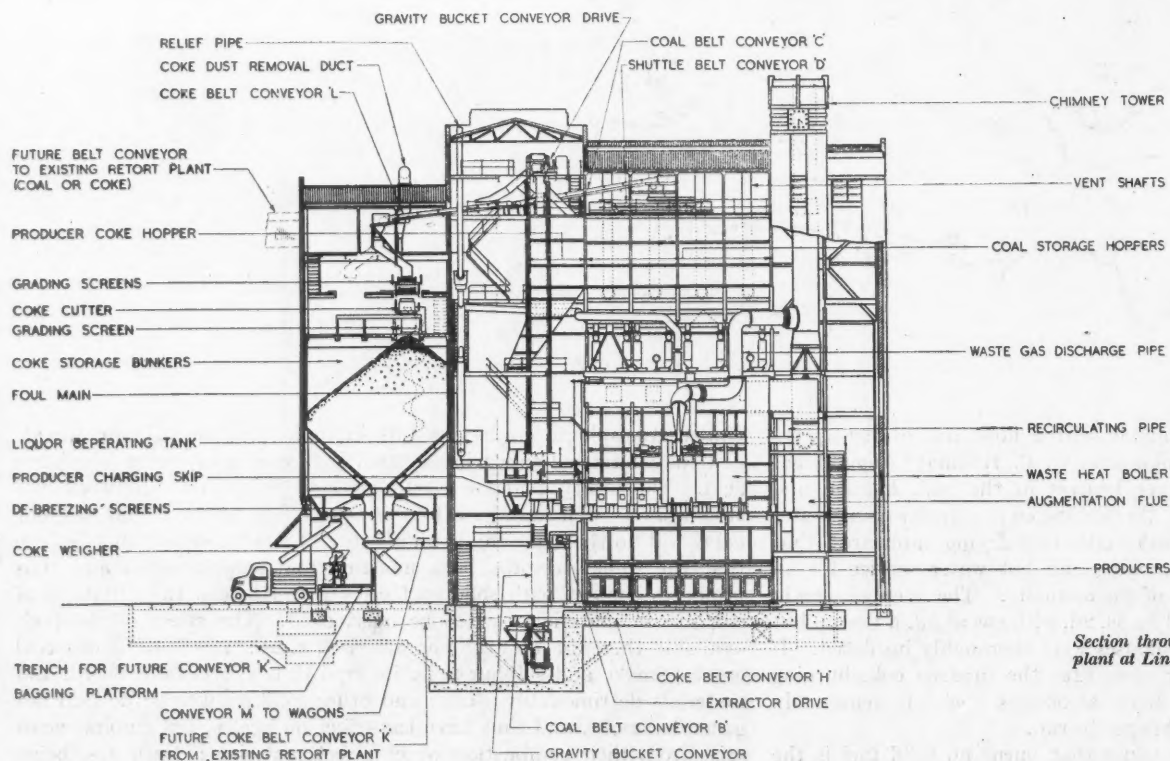 GRAVITY BUCKET CONVEYOR DRIVE
RELIEF PIPE
COKE DUST REMOVAL DUCT
COKE BELT CONVEYOR 'L'
FUTURE BELT CONVEYOR
TO EXISTING RETORT PLANT
(COAL OR COKE)
PRODUCER COKE HOPPER
GRADING SCREENS
COKE CUTTER
GRADING SCREEN
COKE STORAGE BUNKERS
FOUL MAIN
LIQUOR SEPERATING TANK
PRODUCER CHARGING SKIP
DE-BREEZING SCREENS
COKE WEIGHER
TRENCH FOR FUTURE CONVEYOR 'K'
BAGGING PLATFORM
CONVEYOR 'M'
FUTURE COKE BELT CONVEYOR 'K'
FROM EXISTING RETORT PLANT
COAL BELT CONVEYOR 'C'
SHUTTLE BELT CONVEYOR 'D'
CHIMNEY TOWER
VENT SHAFTS
COAL STORAGE HOPPERS
WASTE GAS DISCHARGE PIPE
RECIRCULATING PIPE
WASTE HEAT BOILER
AUGMENTATION FLUE
PRODUCERS
COKE BELT CONVEYOR 'H'
EXTRACTOR DRIVE
COAL BELT CONVEYOR 'B'
GRAVITY BUCKET CONVEYOR
Section throu
plant at Lin